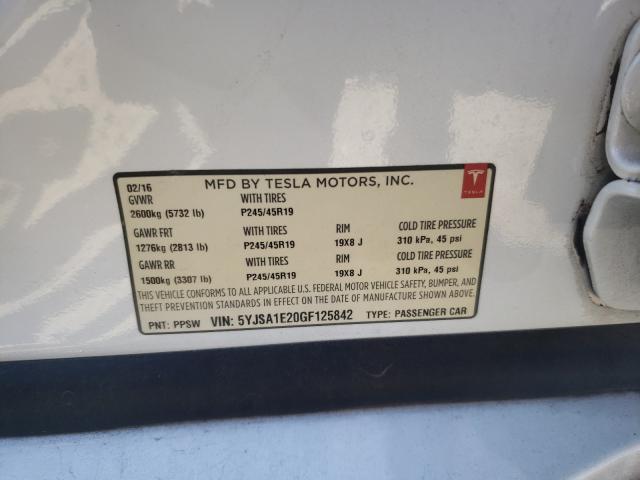 02/16 MFD BY TESLA MOTORS, INC.
GVWR WITH TIRES
2600kg (5732 lb) P245/45R19
TESLA
GAWR FRT WITH TIRES RIM COLD TIRE PRESSURE
1276kg (2813 lb) P245/45R19 19X8 J 310 kPa, 45 psi
GAWR RR WITH TIRES RIM COLD TIRE PRESSURE
1500kg (3307 lb) P245/45R19 19X8 J 310 kPa, 45 psi
THIS VEHICLE CONFORMS TO ALL APPLICABLE U.S. FEDERAL MOTOR VEHICLE SAFETY, BUMPER, AND
THEFT PREVENTION STANDARDS IN EFFECT ON THE DATE OF MANUFACTURE SHOWN ABOVE.
PNT: PPSW VIN: 5YJSA1E20GF125842 TYPE: PASSENGER CAR